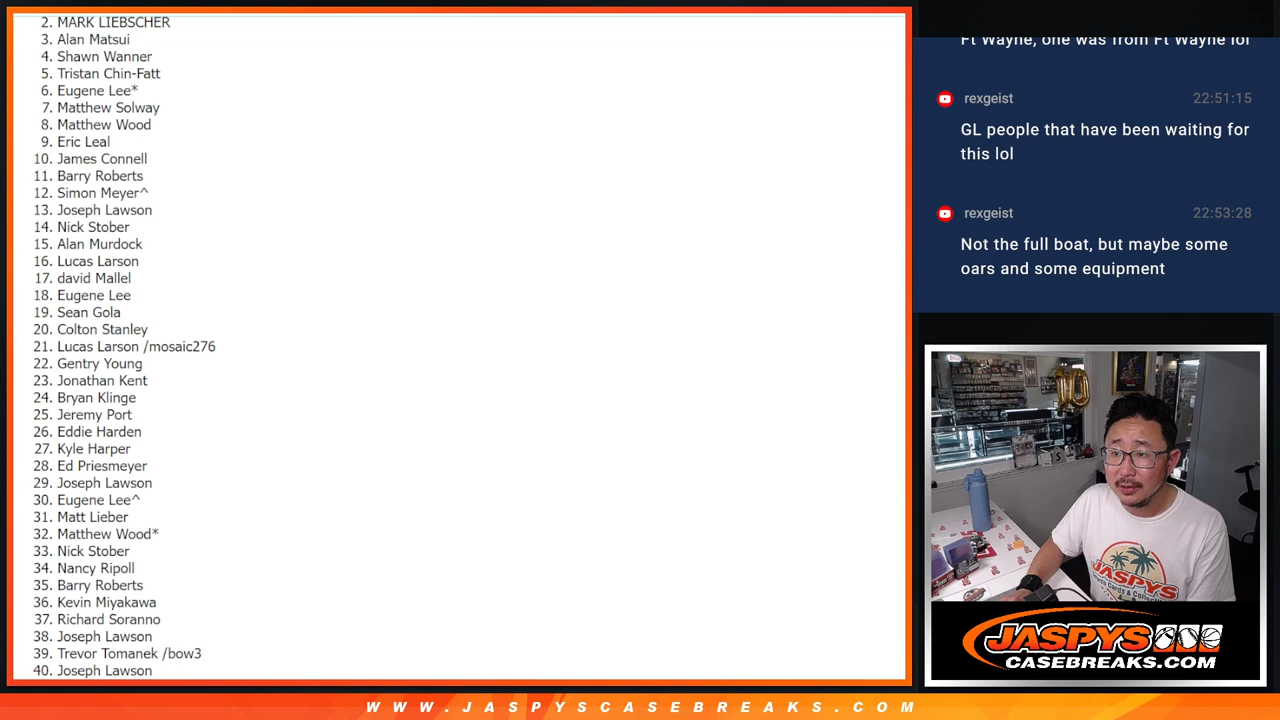 2. MARK LIEBSCHER
3. Alan Matsui
4. Shawn Wanner
5. Tristan Chin-Fatt
6. Eugene Lee*
7. Matthew Solway
8. Matthew Wood
9. Eric Leal
10. James Connell
11. Barry Roberts
12. Simon Meyer^
13. Joseph Lawson
14. Nick Stober
15. Alan Murdock
16. Lucas Larson
17. david Mallel
18. Eugene Lee
19. Sean Gola
20. Colton Stanley
21. Lucas Larson /mosaic276
22. Gentry Young
23. Jonathan Kent
24. Bryan Klinge
25. Jeremy Port
26. Eddie Harden
27. Kyle Harper
28. Ed Priesmeyer
29. Joseph Lawson
30. Eugene Lee^
31. Matt Lieber
32. Matthew Wood*
33. Nick Stober
34. Nancy Ripoll
35. Barry Roberts
36. Kevin Miyakawa
37. Richard Soranno
38. Joseph Lawson
39. Trevor Tomanek /bow3
40. Joseph Lawson
Ft Wayne, one was from Ft Wayne lol
rexgeist 22:51:15
GL people that have been waiting for
this lol
rexgeist 22:53:28
Not the full boat, but maybe some
oars and some equipment
10
JASPYS
JASPYS
CASEBREAKS.COM
WWW.JASPYSCASEBREAKS.COM